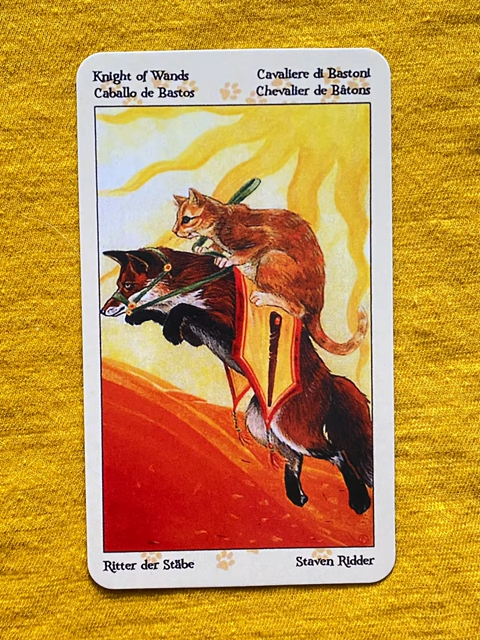 Knight of Wands
Caballo de Bastos
Cavaliere di Bastoni
Chevalier de Bâtons
Ritter der Stäbe
Staven Ridder